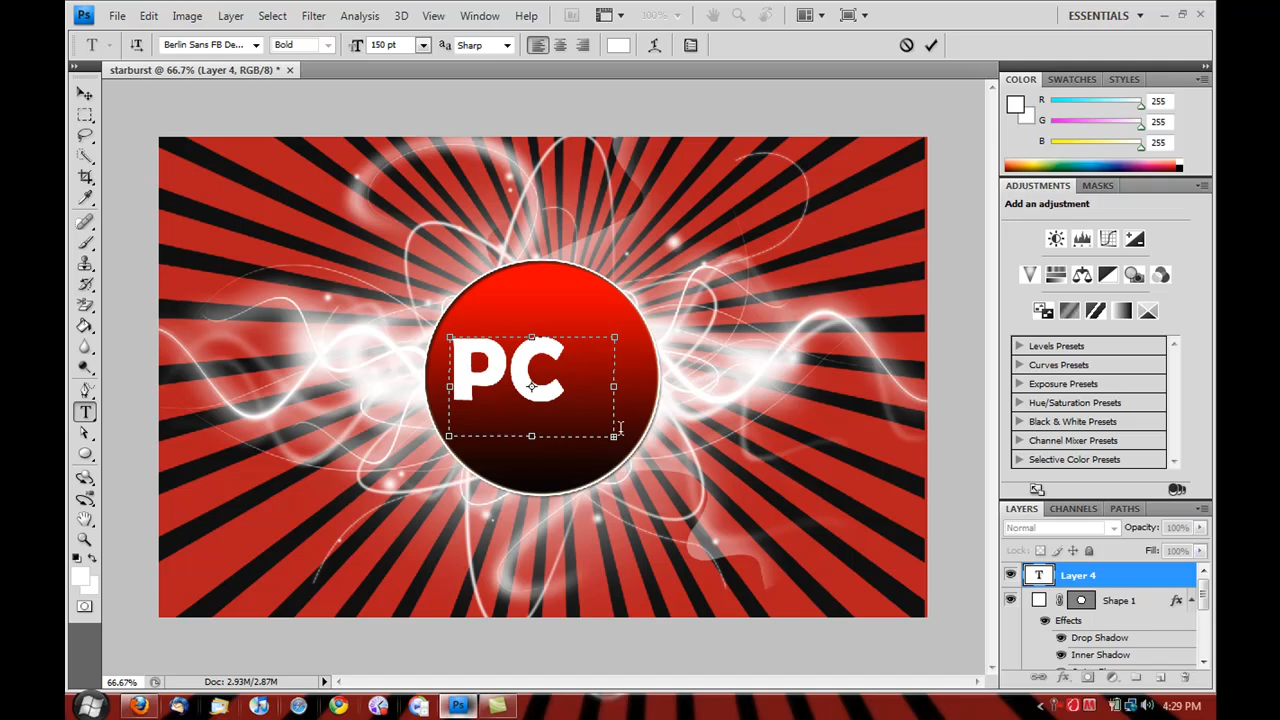 Ps File Edit Image Layer Select Filter Analysis 3D View Window Help 100% ESSENTIALS
T Berlin Sans FB De... Bold 150 pt aa Sharp
starburst @ 66.7% (Layer 4, RGB/8) *
COLOR SWATCHES STYLES
R 255
G 255
B 255
ADJUSTMENTS MASKS
Add an adjustment
PC
Levels Presets
Curves Presets
Exposure Presets
Hue/Saturation Presets
Black & White Presets
Channel Mixer Presets
Selective Color Presets
LAYERS CHANNELS PATHS
Normal Opacity: 100%
Lock: Fill: 100%
T Layer 4
Shape 1 fx
Effects
Drop Shadow
Inner Shadow
66.67% Doc: 2.93M/2.87M
4:29 PM